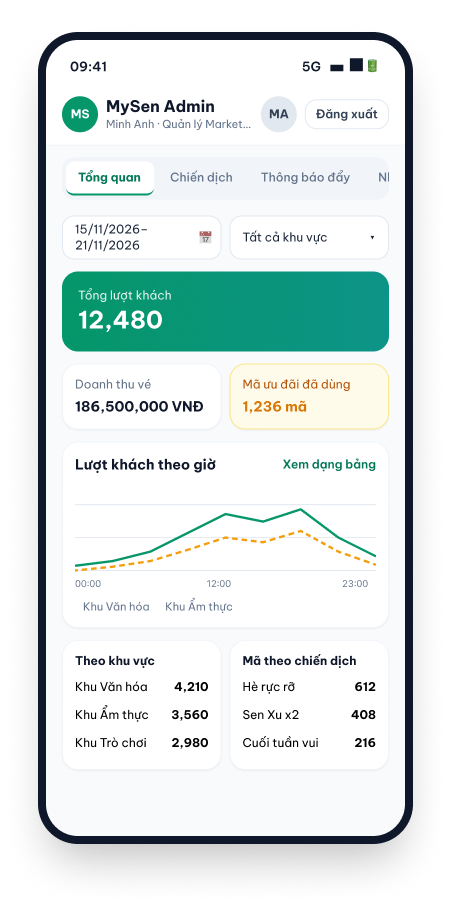 09:41
5G
MS
MySen Admin
Minh Anh · Quản lý Market...
MA
Đăng xuất
Tổng quan
Chiến dịch
Thông báo đẩy
15/11/2026–
21/11/2026
Tất cả khu vực
Tổng lượt khách
12,480
Doanh thu vé
186,500,000 VNĐ
Mã ưu đãi đã dùng
1,236 mã
Lượt khách theo giờ
Xem dạng bảng
00:00
12:00
23:00
Khu Văn hóa
Khu Ẩm thực
Theo khu vực
Khu Văn hóa 4,210
Khu Ẩm thực 3,560
Khu Trò chơi 2,980
Mã theo chiến dịch
Hè rực rỡ 612
Sen Xu x2 408
Cuối tuần vui 216